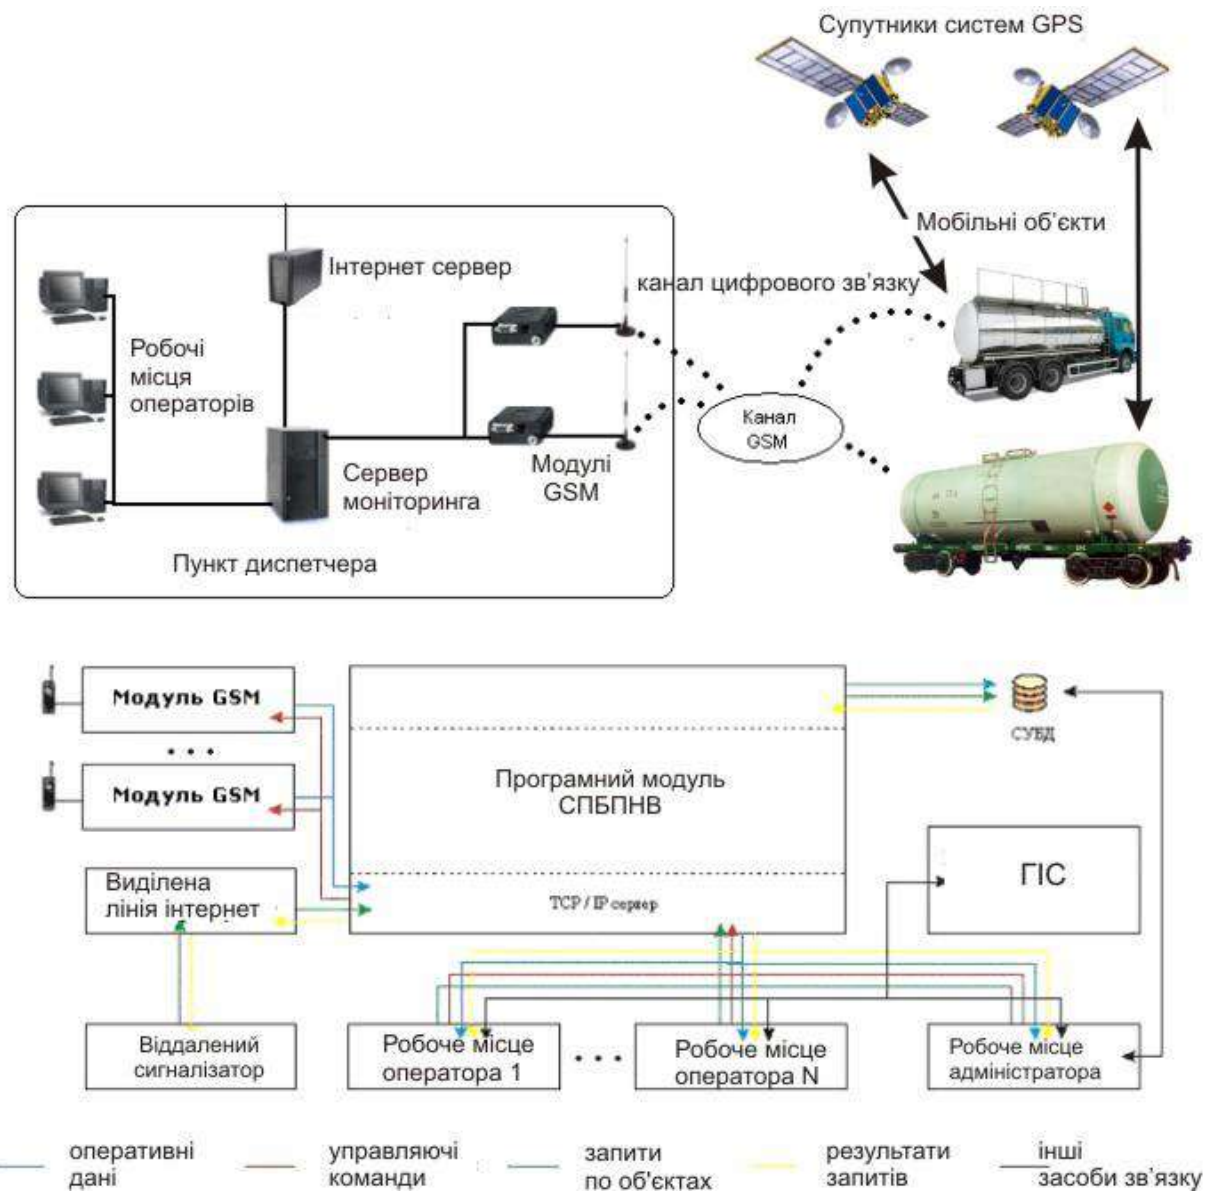 Супутники систем GPS
Мобільні об'єкти
Інтернет сервер
канал цифрового зв'язку
Робочі
місця
операторів
Канал
GSM
Сервер
моніторинга
Модулі
GSM
Пункт диспетчера
Модуль GSM
• • •
Модуль GSM
СУБД
Програмний модуль
СПБПНВ
ГІС
Виділена
лінія інтернет
TCP / IP сервер
Віддалений
сигналізатор
Робоче місце
оператора 1
• • •
Робоче місце
оператора N
Робоче місце
адміністратора
оперативні
дані
управляючі
команди
запити
по об'єктах
результати
запитів
інші
засоби зв'язку